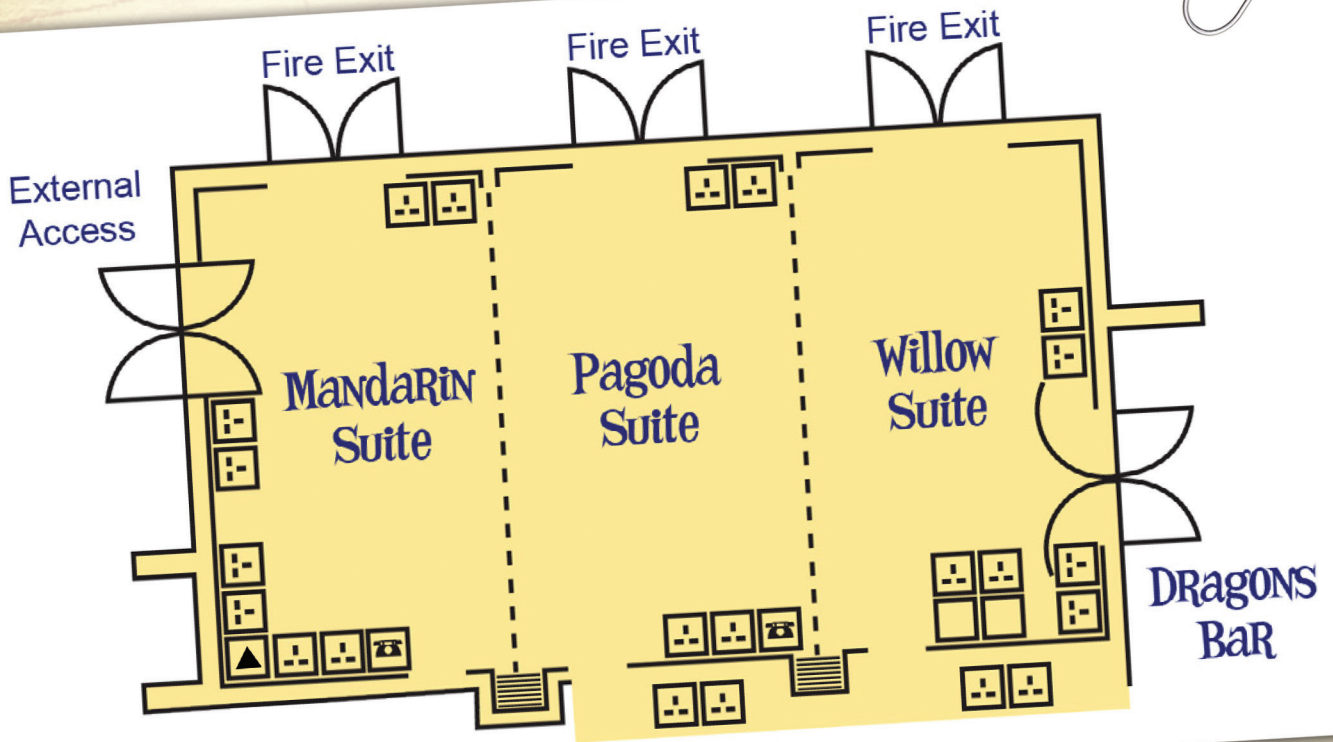 Fire Exit
Fire Exit
Fire Exit
External
Access
Mandarin
Suite
Pagoda
Suite
Willow
Suite
Dragons
Bar